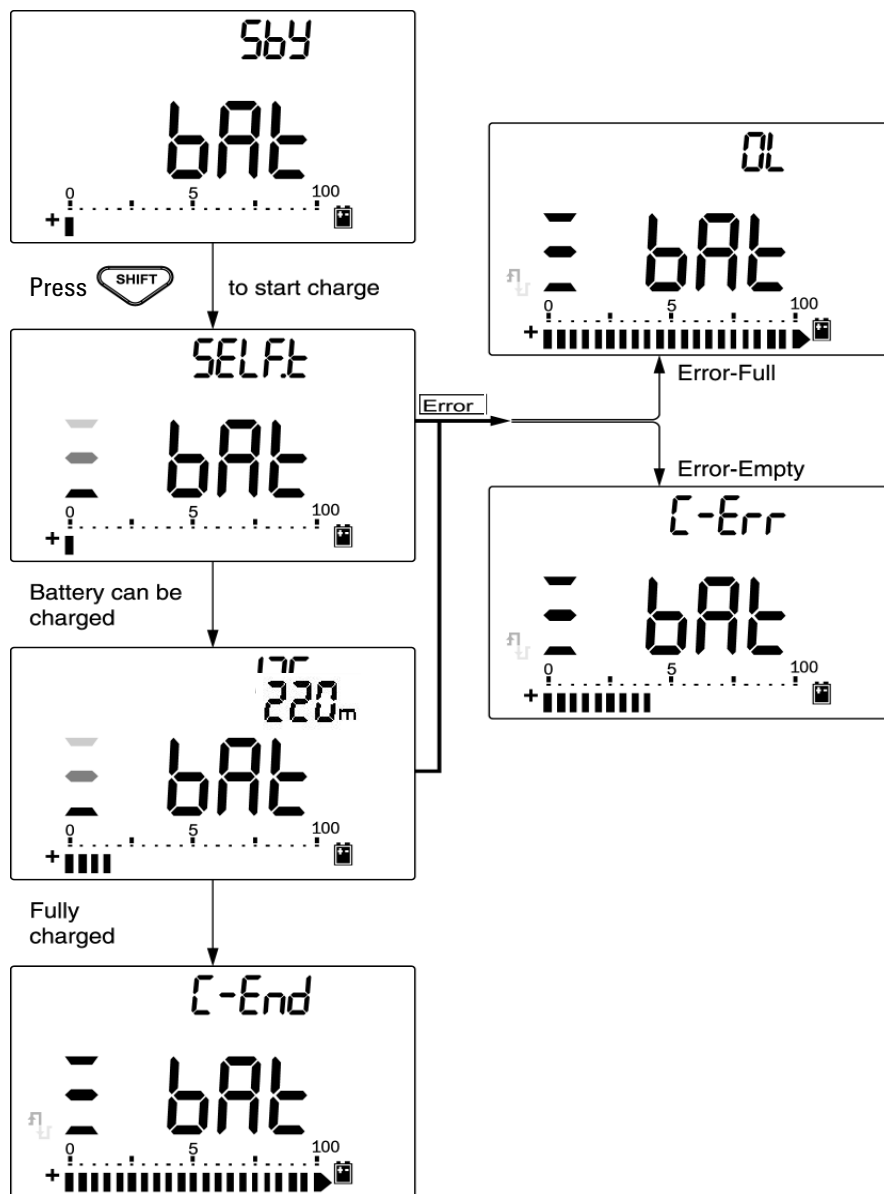 Sby
bAt
0 5 100
+
Press SHIFT to start charge
SELF.t
bAt
0 5 100
+
Battery can be
charged
220m
bAt
0 5 100
+
Fully
charged
C-End
bAt
0 5 100
+
Error
OL
bAt
0 5 100
+
Error-Full
Error-Empty
C-Err
bAt
0 5 100
+